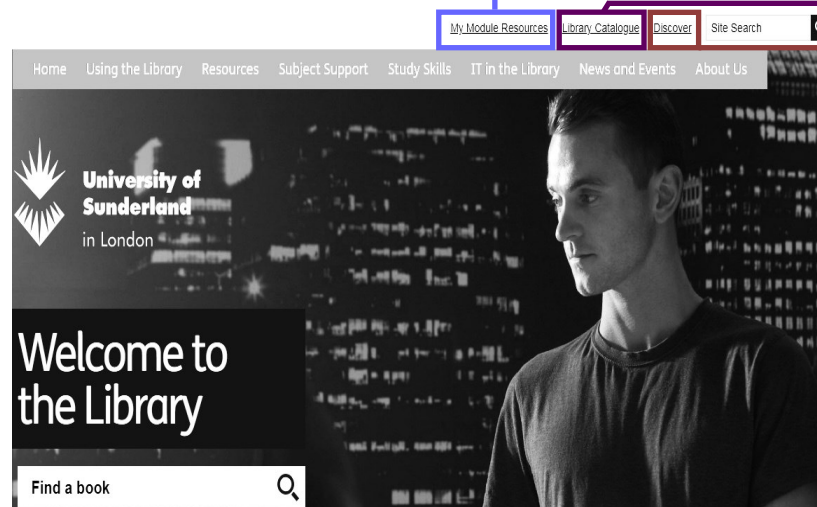 My Module Resources Library Catalogue Discover Site Search
Home Using the Library Resources Subject Support Study Skills IT in the Library News and Events About Us
University of
Sunderland
in London
Welcome to
the Library
Find a book